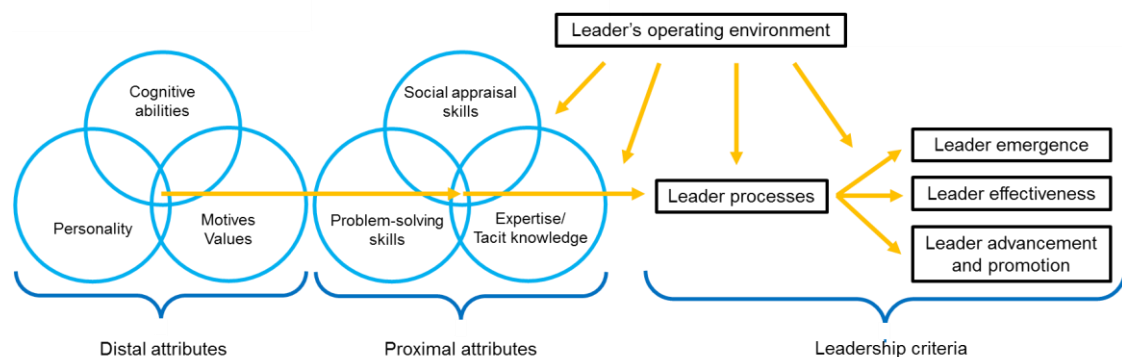 Leader's operating environment
Cognitive
abilities
Social appraisal
skills
Personality
Motives
Values
Problem-solving
skills
Expertise/
Tacit knowledge
Leader processes
Leader emergence
Leader effectiveness
Leader advancement
and promotion
Distal attributes
Proximal attributes
Leadership criteria